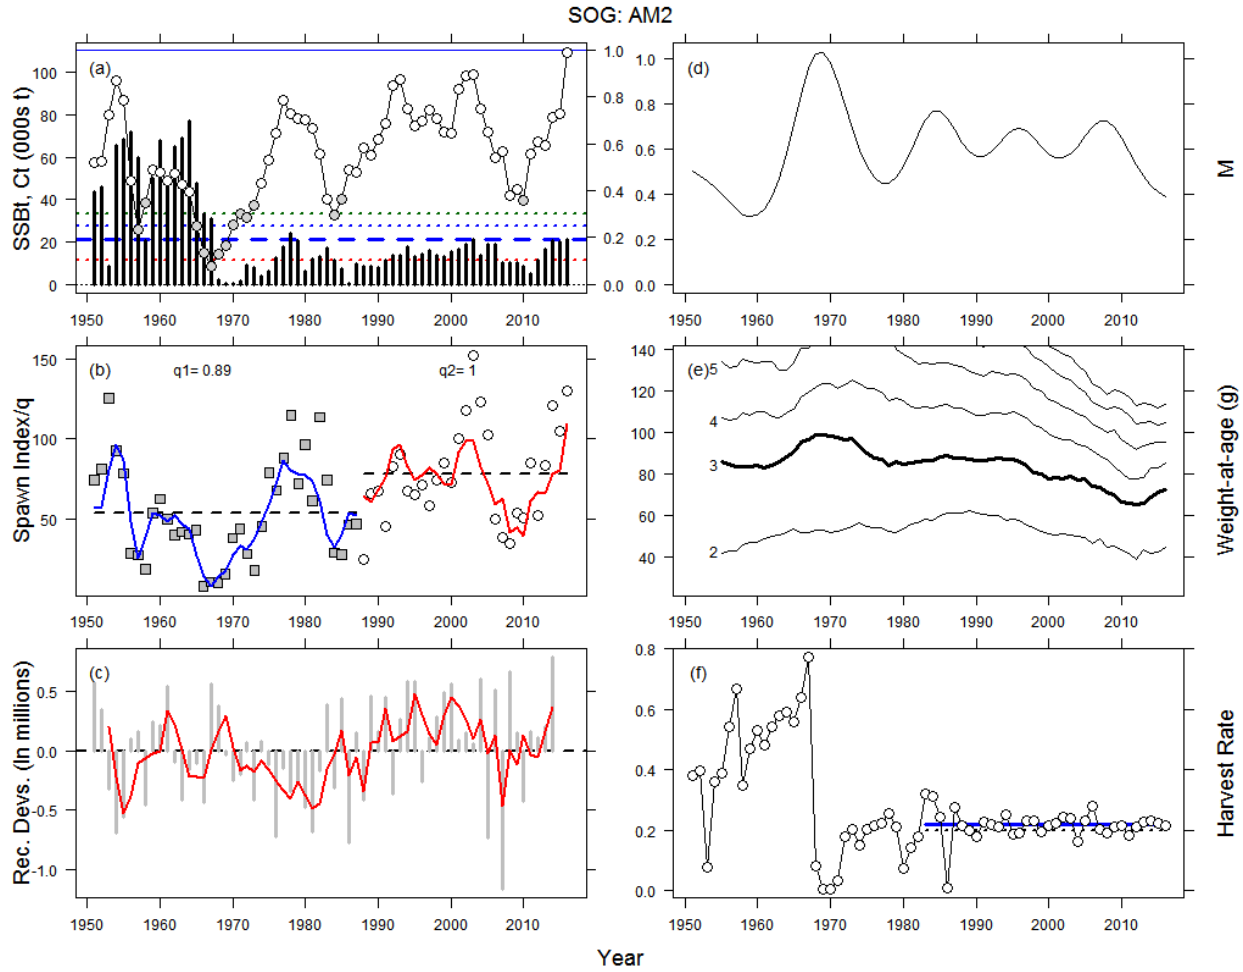 SOG: AM2
(a)
SSBt, Ct (000s t)
100
80
60
40
20
0
1.0
0.8
0.6
0.4
0.2
0.0
1950 1960 1970 1980 1990 2000 2010
(d)
M
1.0
0.8
0.6
0.4
0.2
0.0
1950 1960 1970 1980 1990 2000 2010
(b)
q1= 0.89
q2= 1
Spawn Index/q
150
100
50
1950 1960 1970 1980 1990 2000 2010
(e)
5
4
3
2
Weight-at-age (g)
140
120
100
80
60
40
1950 1960 1970 1980 1990 2000 2010
(c)
Rec. Devs. (ln millions)
0.5
0.0
-0.5
-1.0
1950 1960 1970 1980 1990 2000 2010
(f)
Harvest Rate
0.8
0.6
0.4
0.2
0.0
1950 1960 1970 1980 1990 2000 2010
Year